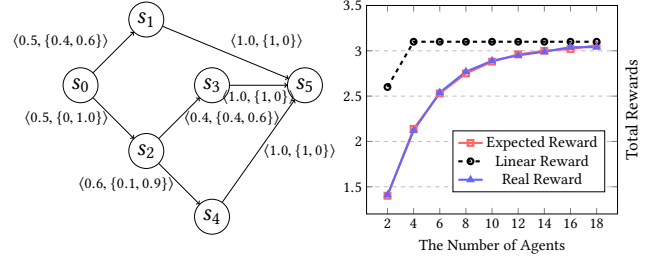 s1
⟨0.5, {0.4, 0.6}⟩
⟨1.0, {1, 0}⟩
s0
s3
s5
⟨1.0, {1, 0}⟩
⟨0.5, {0, 1.0}⟩
⟨0.4, {0.4, 0.6}⟩
s2
⟨1.0, {1, 0}⟩
⟨0.6, {0.1, 0.9}⟩
s4
3.5
3
2.5
2
1.5
Total Rewards
Expected Reward
Linear Reward
Real Reward
2 4 6 8 10 12 14 16 18
The Number of Agents